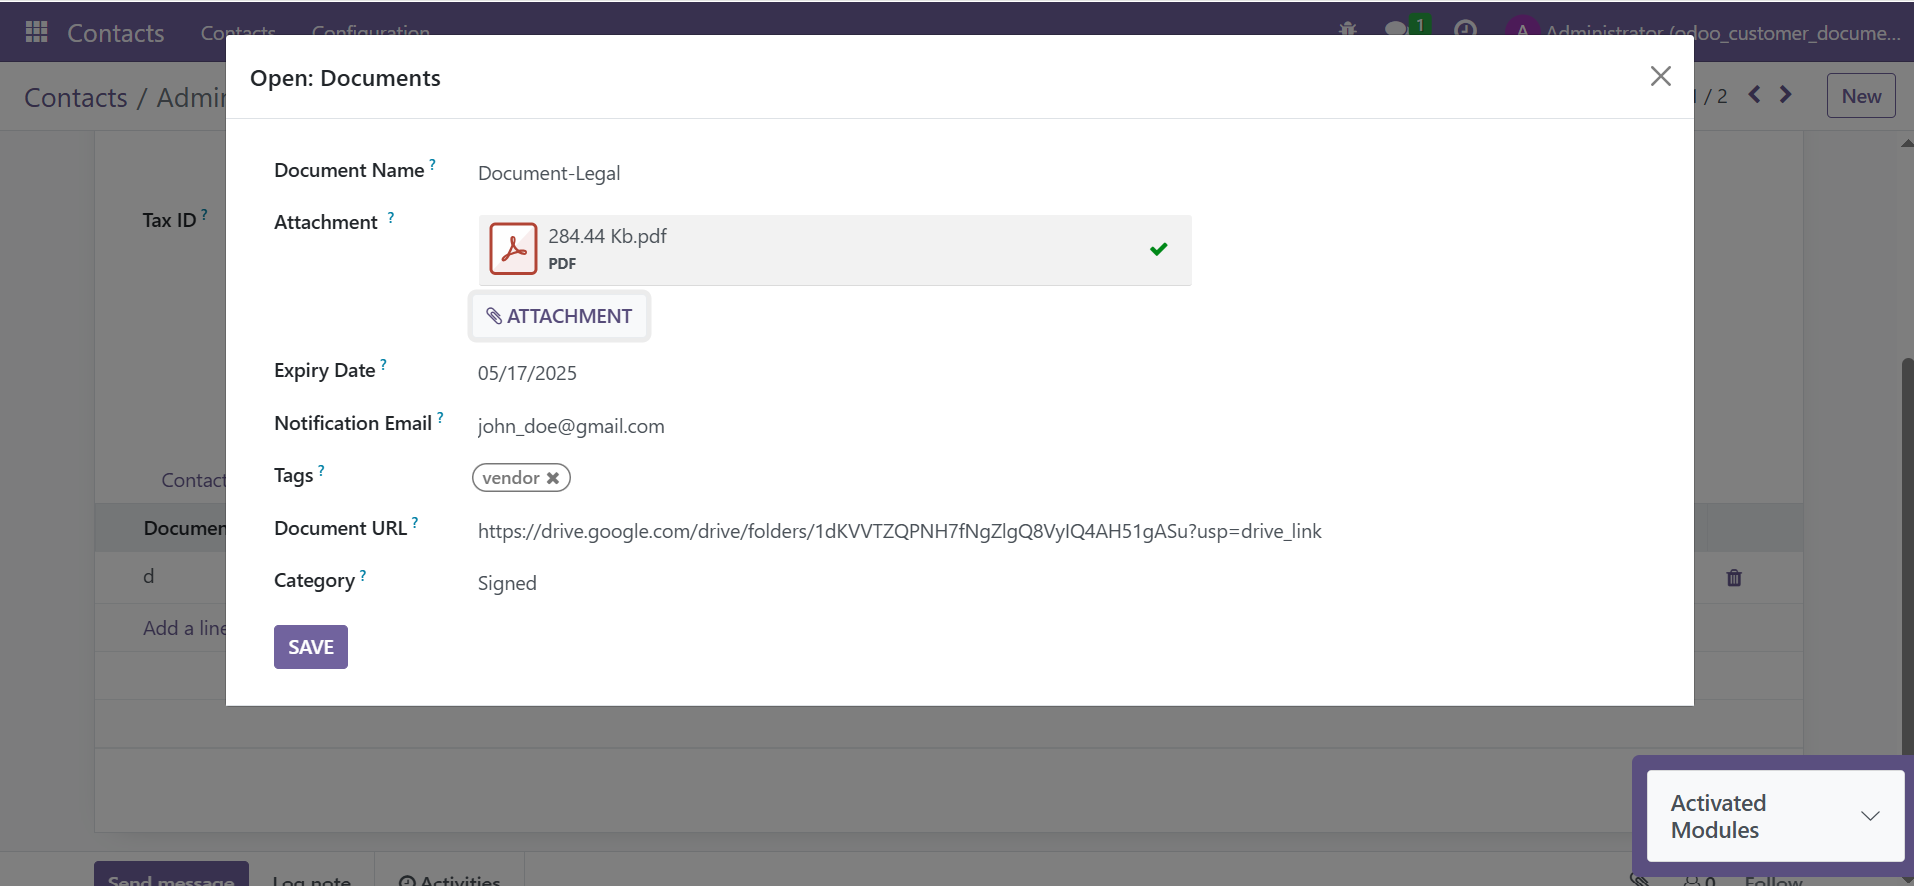 Contacts
Contacts
Configuration
1
A
Administrator (odoo_customer_docume...
Contacts / Admin
/ 2
New
Open: Documents
Document Name ?
Document-Legal
Tax ID ?
Attachment ?
284.44 Kb.pdf
PDF
ATTACHMENT
Expiry Date ?
05/17/2025
Notification Email ?
john_doe@gmail.com
Tags ?
vendor
Contact
Document URL ?
https://drive.google.com/drive/folders/1dKVVTZQPNH7fNgZlgQ8VyIQ4AH51gASu?usp=drive_link
Documen
Category ?
Signed
d
Add a line
SAVE
Activated
Modules
Send message
Log note
Activities
0
Follow